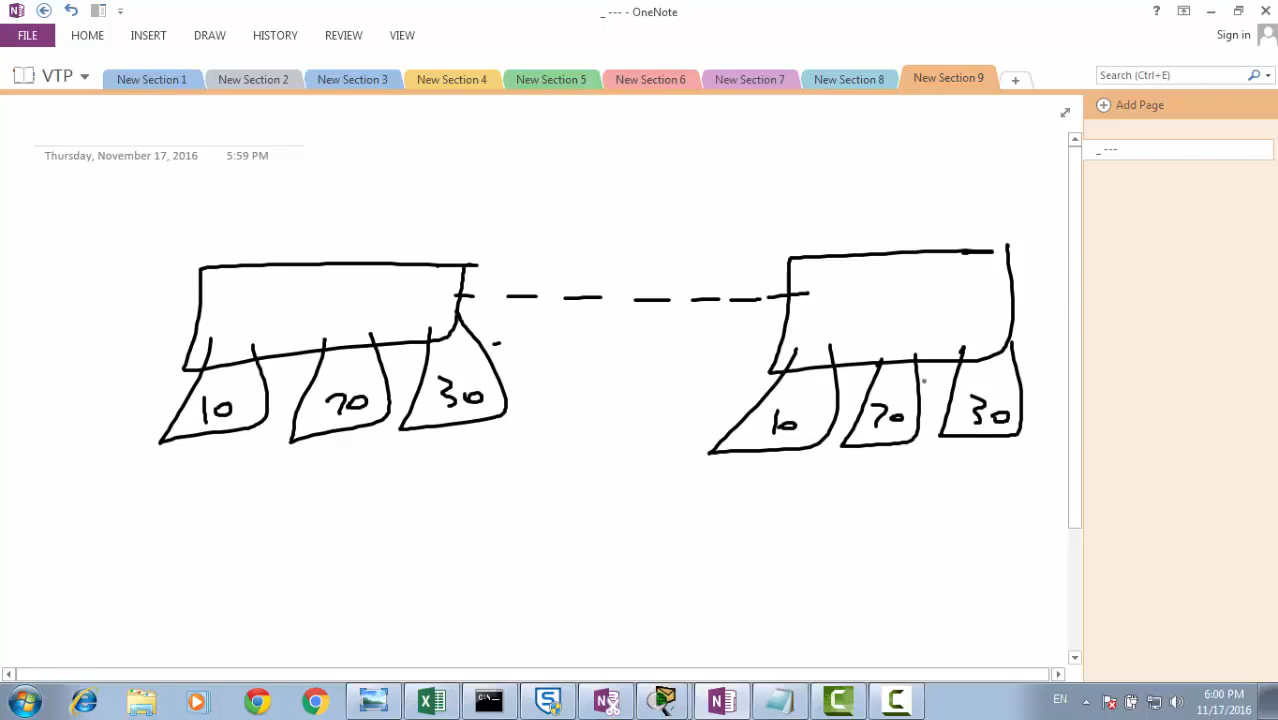 _ --- - OneNote
?
FILE HOME INSERT DRAW HISTORY REVIEW VIEW
Sign in
VTP
New Section 1 New Section 2 New Section 3 New Section 4 New Section 5 New Section 6 New Section 7 New Section 8 New Section 9
Search (Ctrl+E)
Add Page
_ ---
Thursday, November 17, 2016 5:59 PM
10 20 30 10 20 30
EN
6:00 PM
11/17/2016